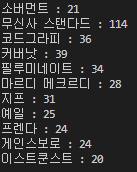 소버먼트 : 21
무신사 스탠다드 : 114
코드그라피 : 36
커버낫 : 39
필루미네이트 : 34
마르디 메크르디 : 28
지프 : 31
예일 : 25
프렌다 : 24
게인스보로 : 24
이스트쿤스트 : 20